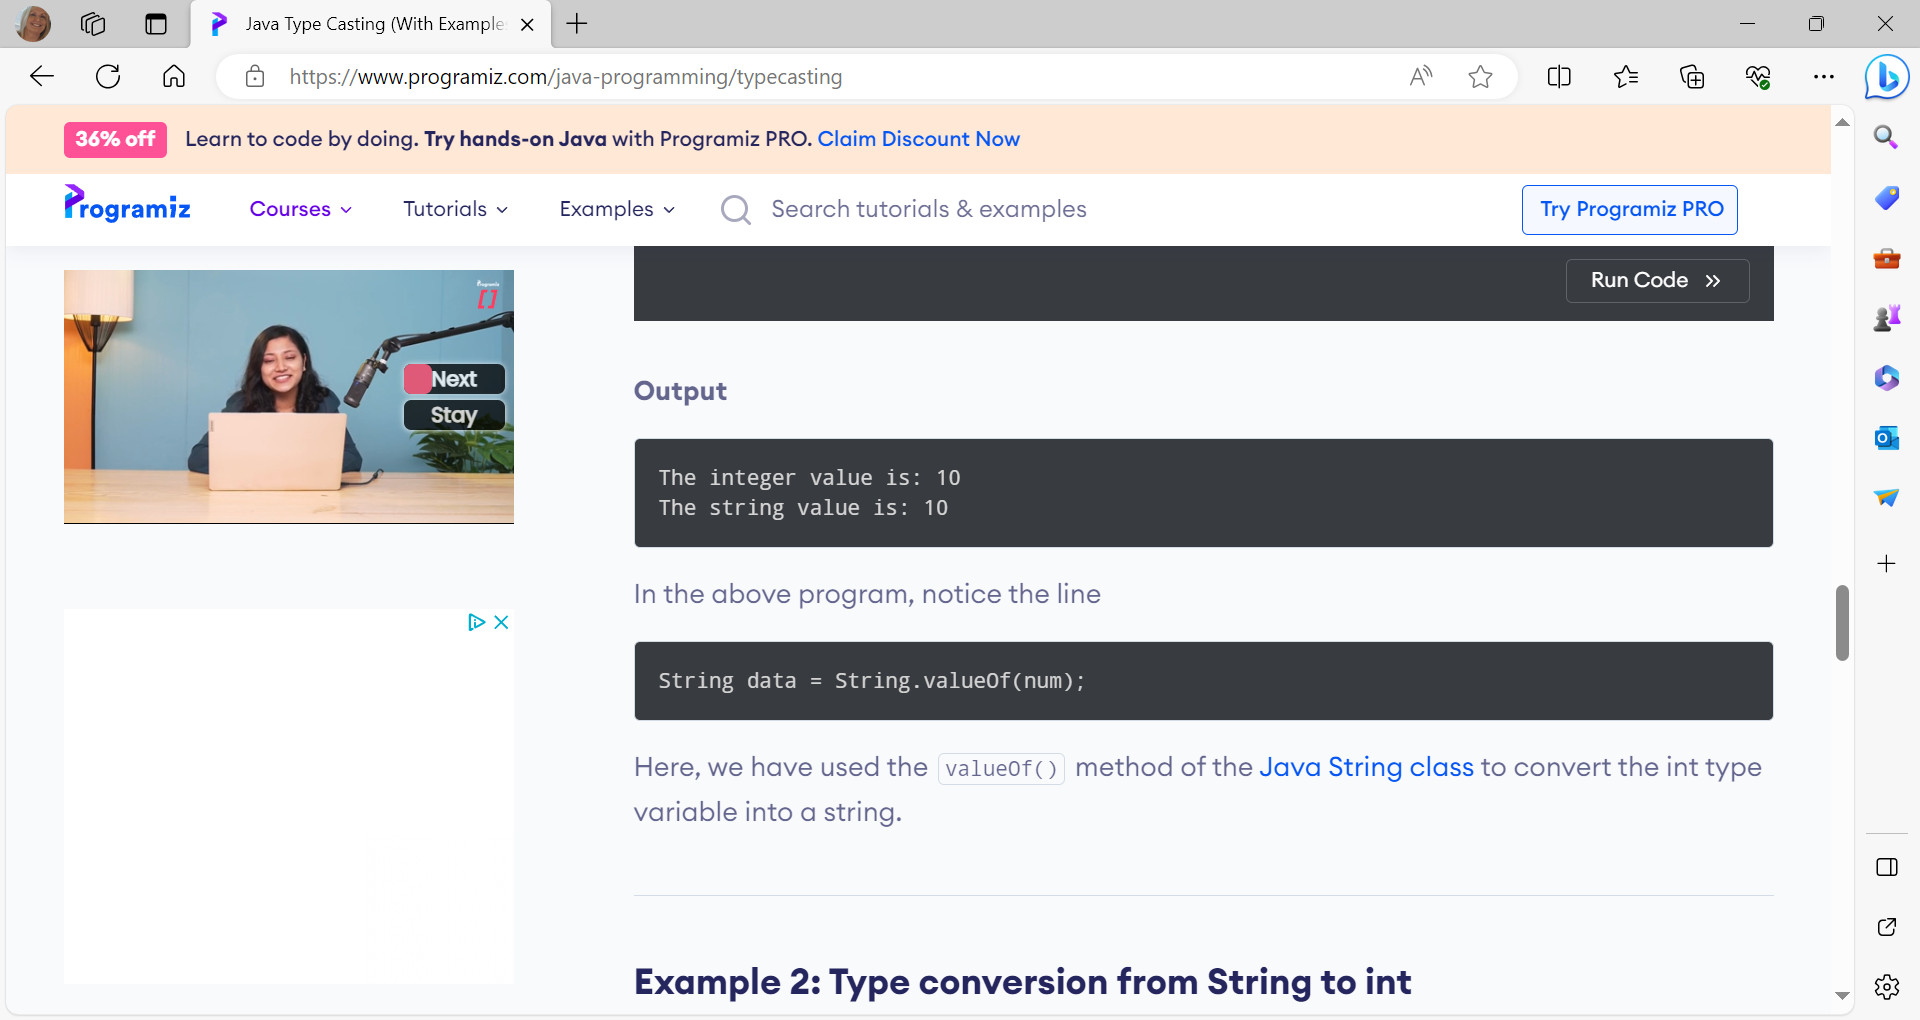 Java Type Casting (With Example
https://www.programiz.com/java-programming/typecasting
36% off Learn to code by doing. Try hands-on Java with Programiz PRO. Claim Discount Now
Programiz Courses Tutorials Examples Search tutorials & examples Try Programiz PRO
Run Code
Programiz
Next
Stay
Output
The integer value is: 10
The string value is: 10
In the above program, notice the line
String data = String.valueOf(num);
Here, we have used the valueOf() method of the Java String class to convert the int type
variable into a string.
Example 2: Type conversion from String to int